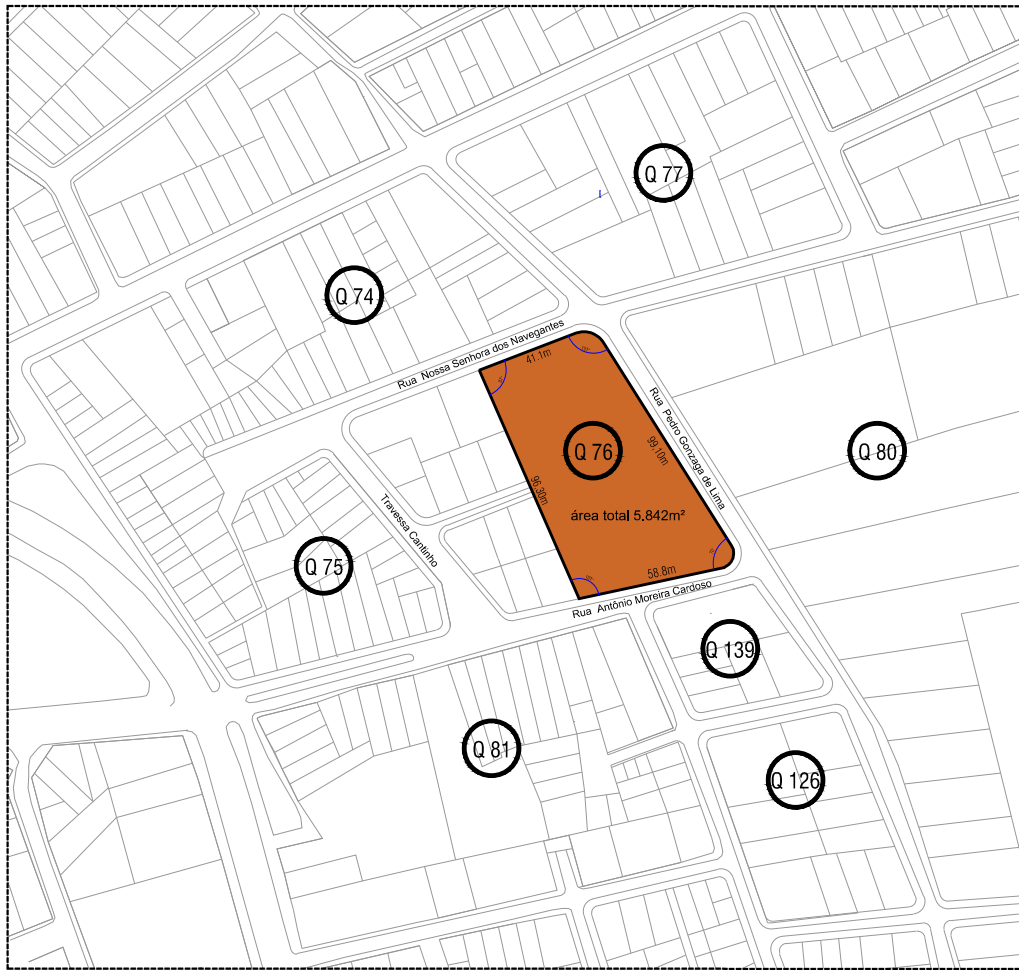 Q 77
Q 74
Rua Nossa Senhora dos Navegantes
41.1m
Rua Pedro Gonzaga de Lima
99.10m
Q 76
Q 80
96.30m
área total 5.842m²
Travessa Cantinho
Q 75
58.8m
Rua Antônio Moreira Cardoso
Q 139
Q 81
Q 126